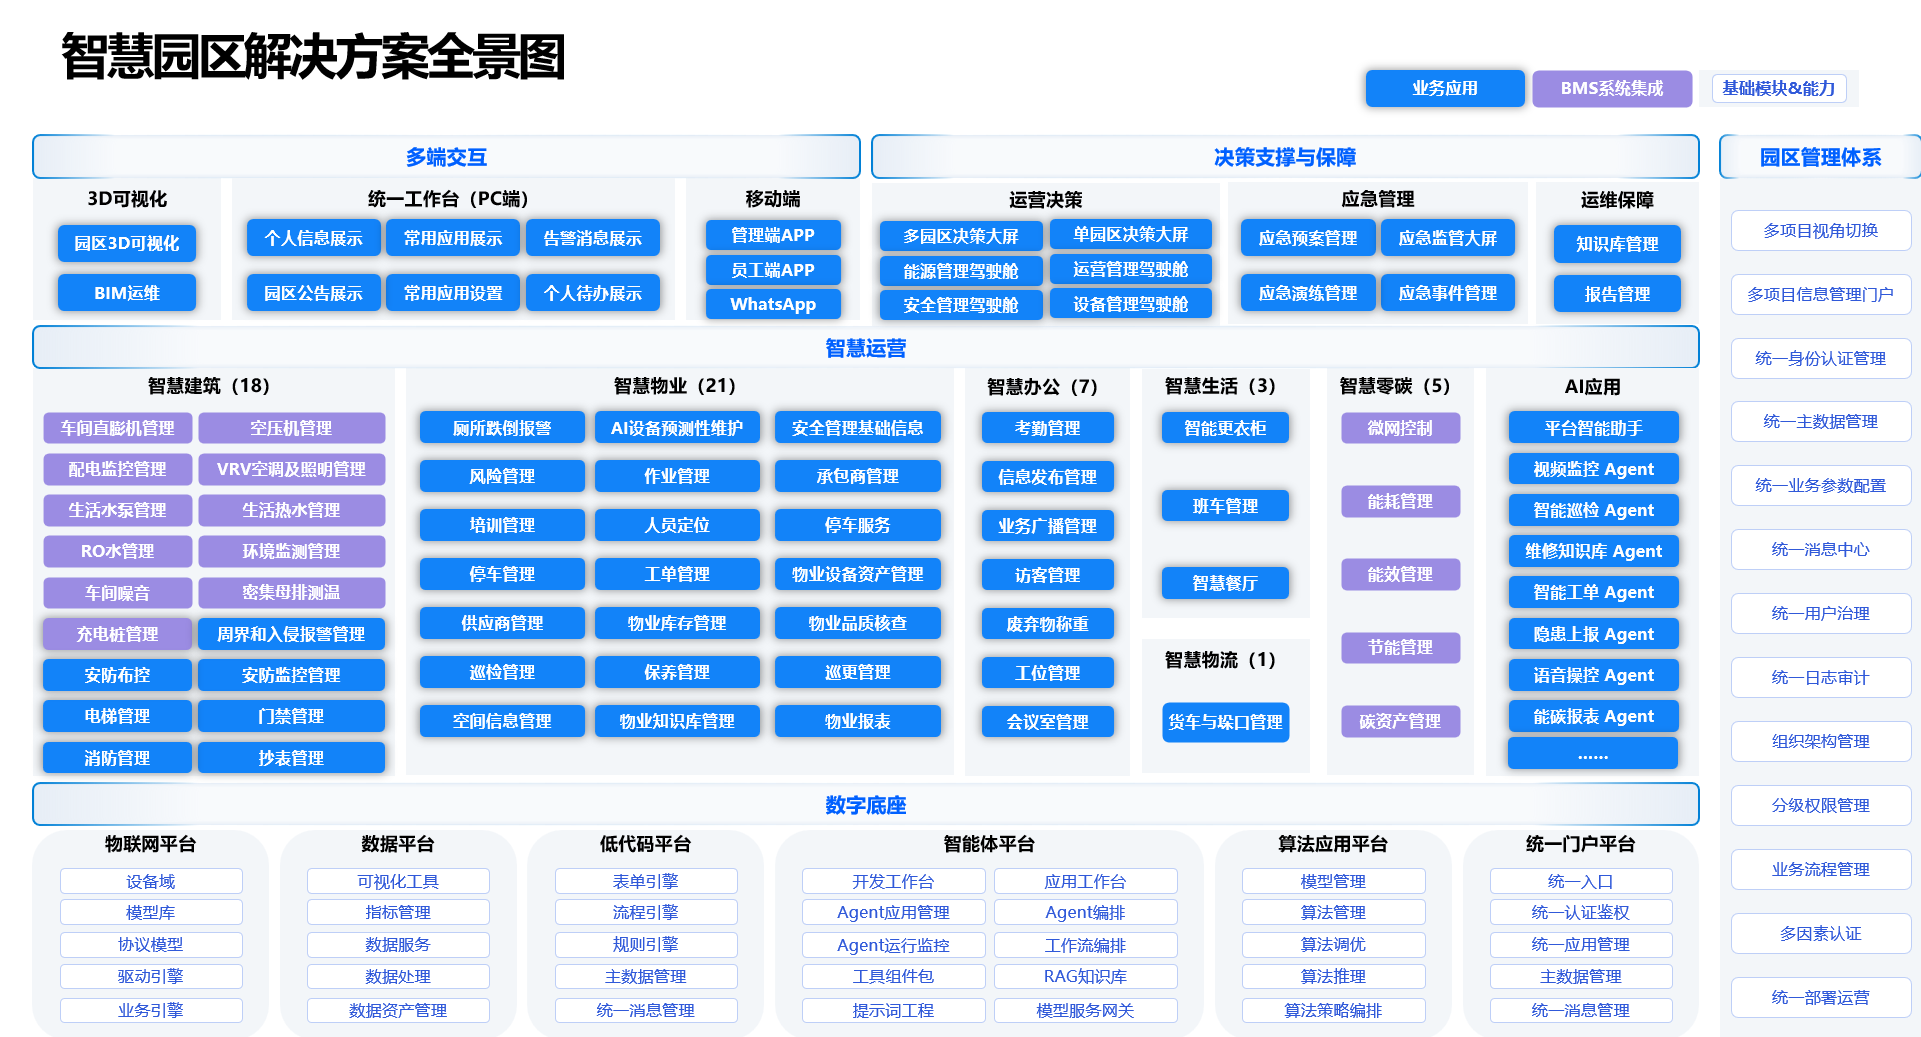 智慧园区解决方案全景图
业务应用
BMS系统集成
基础模块&能力
多端交互
3D可视化
园区3D可视化
BIM运维
统一工作台（PC端）
个人信息展示
常用应用展示
告警消息展示
园区公告展示
常用应用设置
个人待办展示
移动端
管理端APP
员工端APP
WhatsApp
决策支撑与保障
运营决策
多园区决策大屏
单园区决策大屏
能源管理驾驶舱
运营管理驾驶舱
安全管理驾驶舱
设备管理驾驶舱
应急管理
应急预案管理
应急监管大屏
应急演练管理
应急事件管理
运维保障
知识库管理
报告管理
智慧运营
智慧建筑（18）
车间直膨机管理
空压机管理
配电监控管理
VRV空调及照明管理
生活水泵管理
生活热水管理
RO水管理
环境监测管理
车间噪音
密集母排测温
充电桩管理
周界和入侵报警管理
安防布控
安防监控管理
电梯管理
门禁管理
消防管理
抄表管理
智慧物业（21）
厕所跌倒报警
AI设备预测性维护
安全管理基础信息
风险管理
作业管理
承包商管理
培训管理
人员定位
停车服务
停车管理
工单管理
物业设备资产管理
供应商管理
物业库存管理
物业品质核查
巡检管理
保养管理
巡更管理
空间信息管理
物业知识库管理
物业报表
智慧办公（7）
考勤管理
信息发布管理
业务广播管理
访客管理
废弃物称重
工位管理
会议室管理
智慧生活（3）
智能更衣柜
班车管理
智慧餐厅
智慧物流（1）
货车与垛口管理
智慧零碳（5）
微网控制
能耗管理
能效管理
节能管理
碳资产管理
AI应用
平台智能助手
视频监控 Agent
智能巡检 Agent
维修知识库 Agent
智能工单 Agent
隐患上报 Agent
语音操控 Agent
能碳报表 Agent
……
数字底座
物联网平台
设备域
模型库
协议模型
驱动引擎
业务引擎
数据平台
可视化工具
指标管理
数据服务
数据处理
数据资产管理
低代码平台
表单引擎
流程引擎
规则引擎
主数据管理
统一消息管理
智能体平台
开发工作台
应用工作台
Agent应用管理
Agent编排
Agent运行监控
工作流编排
工具组件包
RAG知识库
提示词工程
模型服务网关
算法应用平台
模型管理
算法管理
算法调优
算法推理
算法策略编排
统一门户平台
统一入口
统一认证鉴权
统一应用管理
主数据管理
统一消息管理
园区管理体系
多项目视角切换
多项目信息管理门户
统一身份认证管理
统一主数据管理
统一业务参数配置
统一消息中心
统一用户治理
统一日志审计
组织架构管理
分级权限管理
业务流程管理
多因素认证
统一部署运营